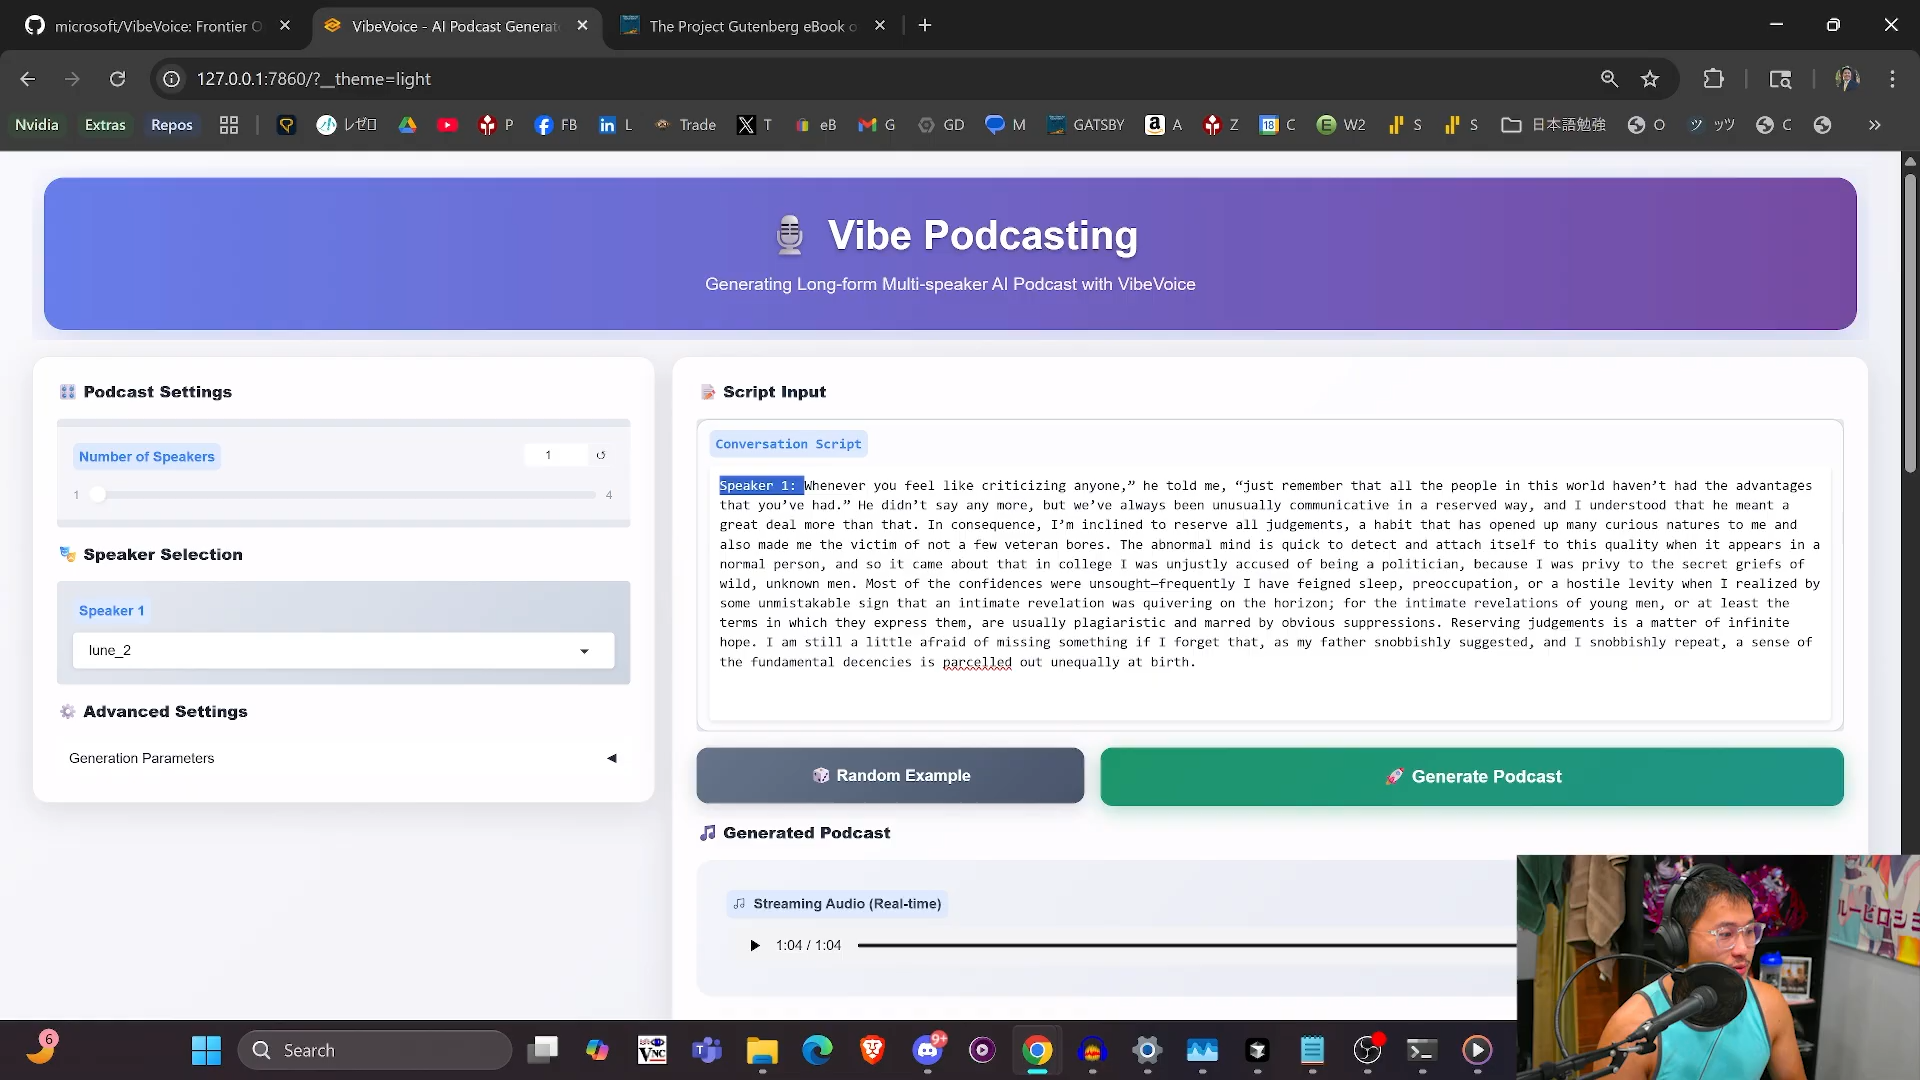 microsoft/VibeVoice: Frontier O
VibeVoice - AI Podcast Generat
The Project Gutenberg eBook o
127.0.0.1:7860/?__theme=light
Nvidia
Extras
Repos
レゼロ
P
FB
L
Trade
T
eB
G
GD
M
GATSBY
A
Z
C
W2
S
S
日本語勉強
O
ッツ
C
Vibe Podcasting
Generating Long-form Multi-speaker AI Podcast with VibeVoice
Podcast Settings
Number of Speakers
1
1
4
Speaker Selection
Speaker 1
lune_2
Advanced Settings
Generation Parameters
Script Input
Conversation Script
Speaker 1: Whenever you feel like criticizing anyone,” he told me, “just remember that all the people in this world haven’t had the advantages
that you’ve had.” He didn’t say any more, but we’ve always been unusually communicative in a reserved way, and I understood that he meant a
great deal more than that. In consequence, I’m inclined to reserve all judgements, a habit that has opened up many curious natures to me and
also made me the victim of not a few veteran bores. The abnormal mind is quick to detect and attach itself to this quality when it appears in a
normal person, and so it came about that in college I was unjustly accused of being a politician, because I was privy to the secret griefs of
wild, unknown men. Most of the confidences were unsought—frequently I have feigned sleep, preoccupation, or a hostile levity when I realized by
some unmistakable sign that an intimate revelation was quivering on the horizon; for the intimate revelations of young men, or at least the
terms in which they express them, are usually plagiaristic and marred by obvious suppressions. Reserving judgements is a matter of infinite
hope. I am still a little afraid of missing something if I forget that, as my father snobbishly suggested, and I snobbishly repeat, a sense of
the fundamental decencies is parcelled out unequally at birth.
Random Example
Generate Podcast
Generated Podcast
Streaming Audio (Real-time)
1:04 / 1:04
6
Search
9+